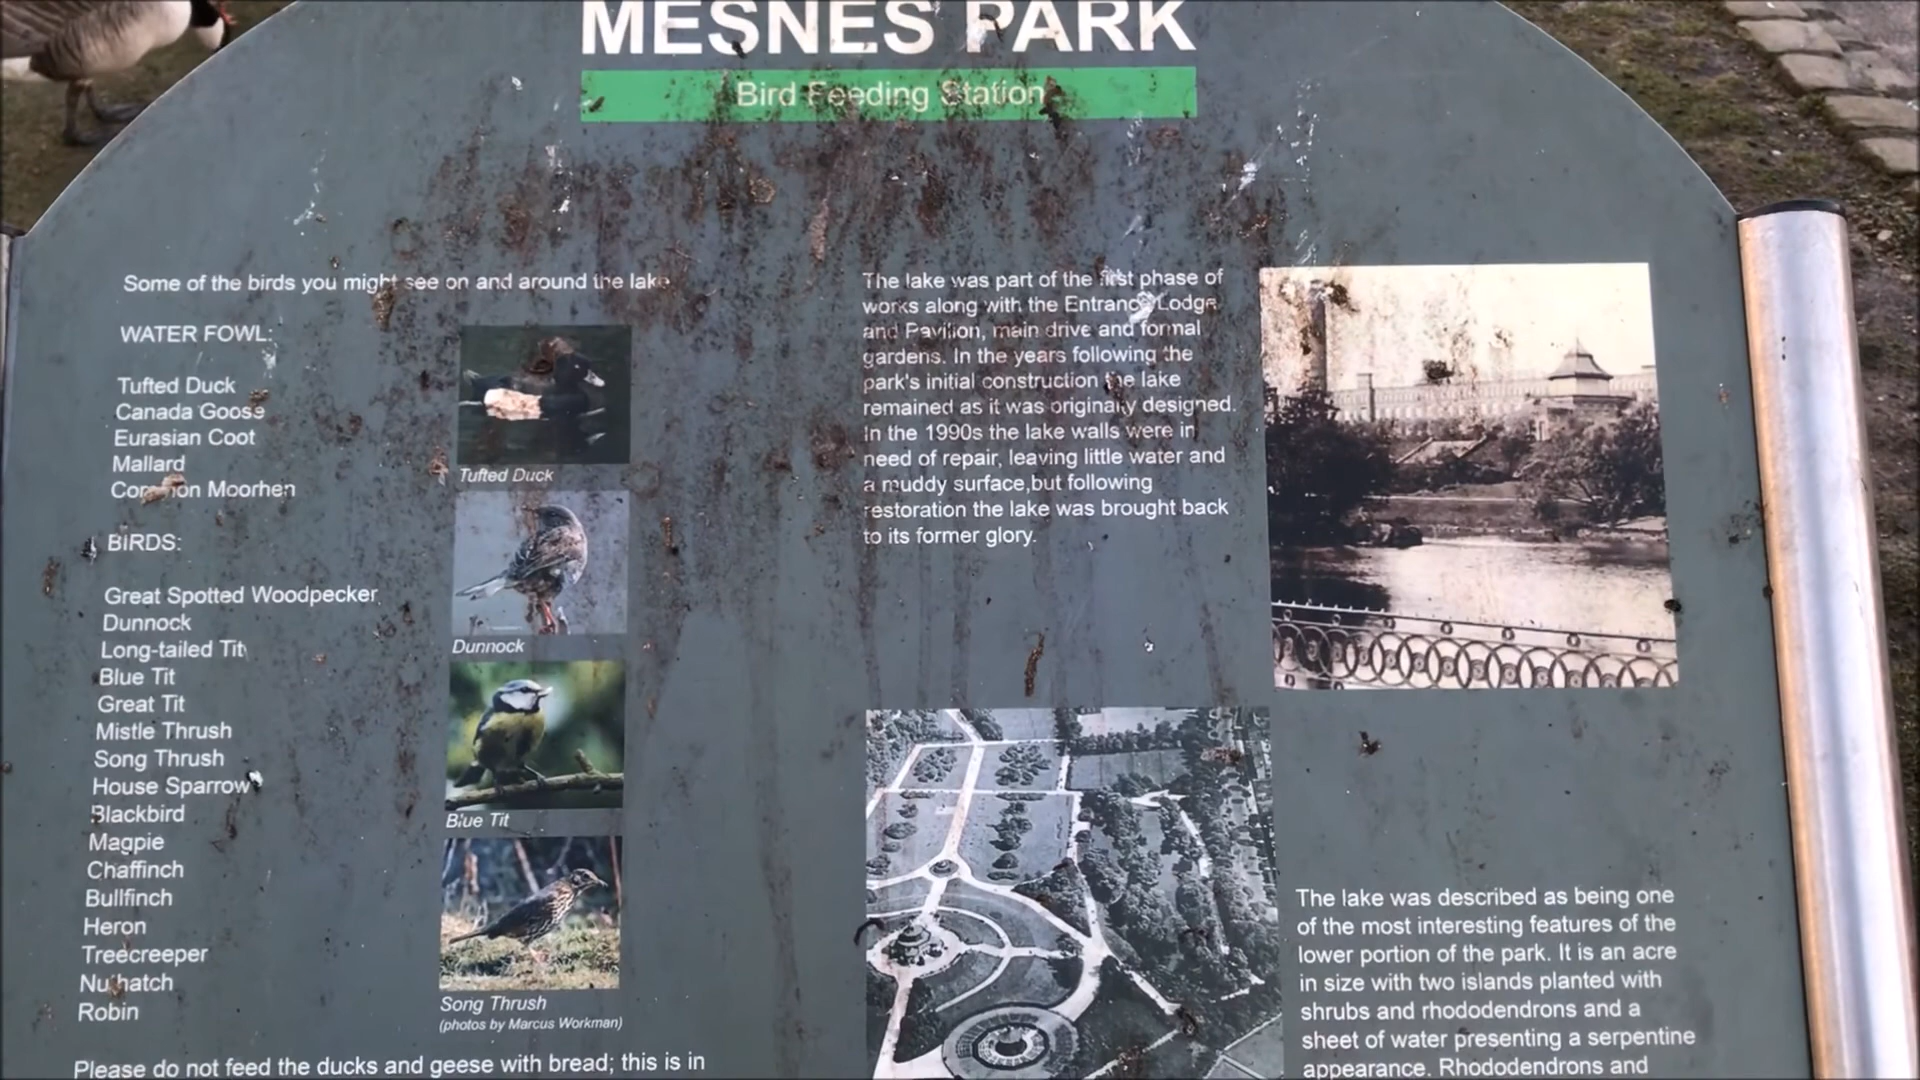 MESNES PARK
Bird Feeding Station
Some of the birds you might see on and around the lake
WATER FOWL:
Tufted Duck
Canada Goose
Eurasian Coot
Mallard
Common Moorhen
BIRDS:
Great Spotted Woodpecker
Dunnock
Long-tailed Tit
Blue Tit
Great Tit
Mistle Thrush
Song Thrush
House Sparrow
Blackbird
Magpie
Chaffinch
Bullfinch
Heron
Treecreeper
Nuthatch
Robin
Please do not feed the ducks and geese with bread; this is in
Tufted Duck
Dunnock
Blue Tit
Song Thrush
(photos by Marcus Workman)
The lake was part of the first phase of
works along with the Entrance Lodge
and Pavilion, main drive and formal
gardens. In the years following the
park's initial construction the lake
remained as it was originally designed.
In the 1990s the lake walls were in
need of repair, leaving little water and
a muddy surface,but following
restoration the lake was brought back
to its former glory.
The lake was described as being one
of the most interesting features of the
lower portion of the park. It is an acre
in size with two islands planted with
shrubs and rhododendrons and a
sheet of water presenting a serpentine
appearance. Rhododendrons and